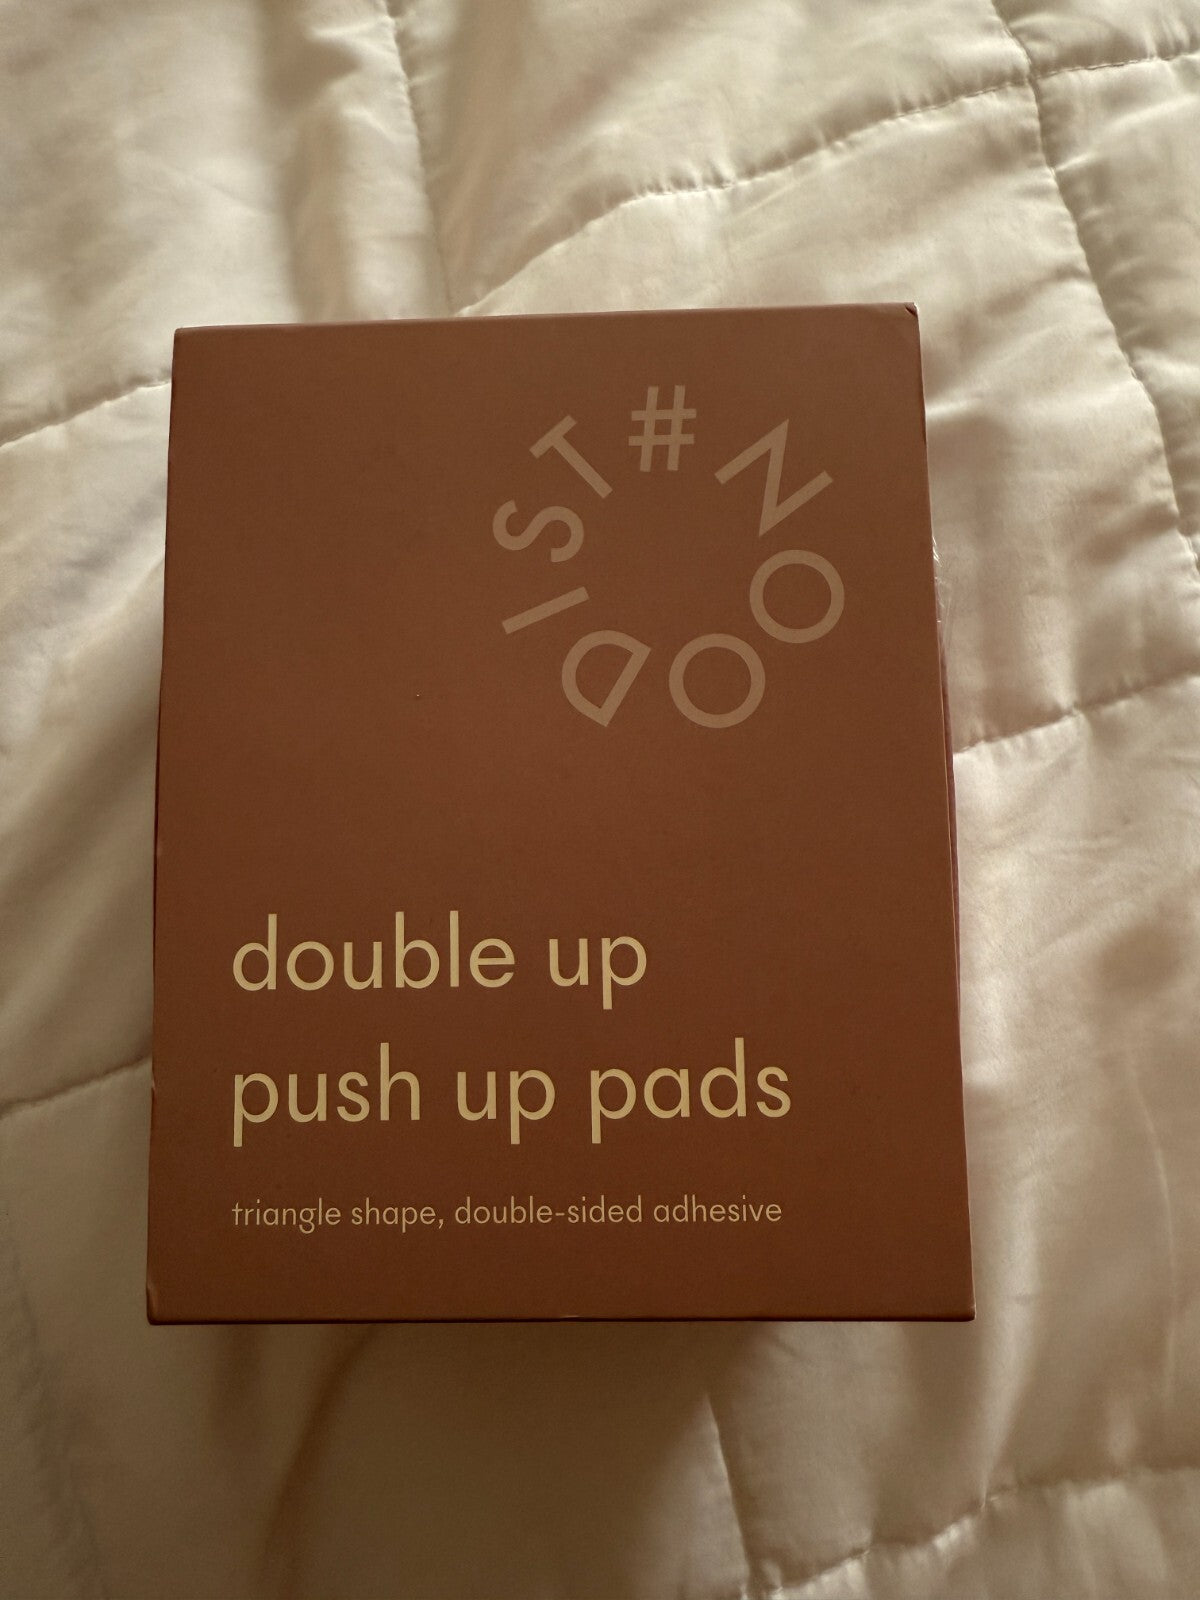 #NOODIST
double up
push up pads
triangle shape, double-sided adhesive